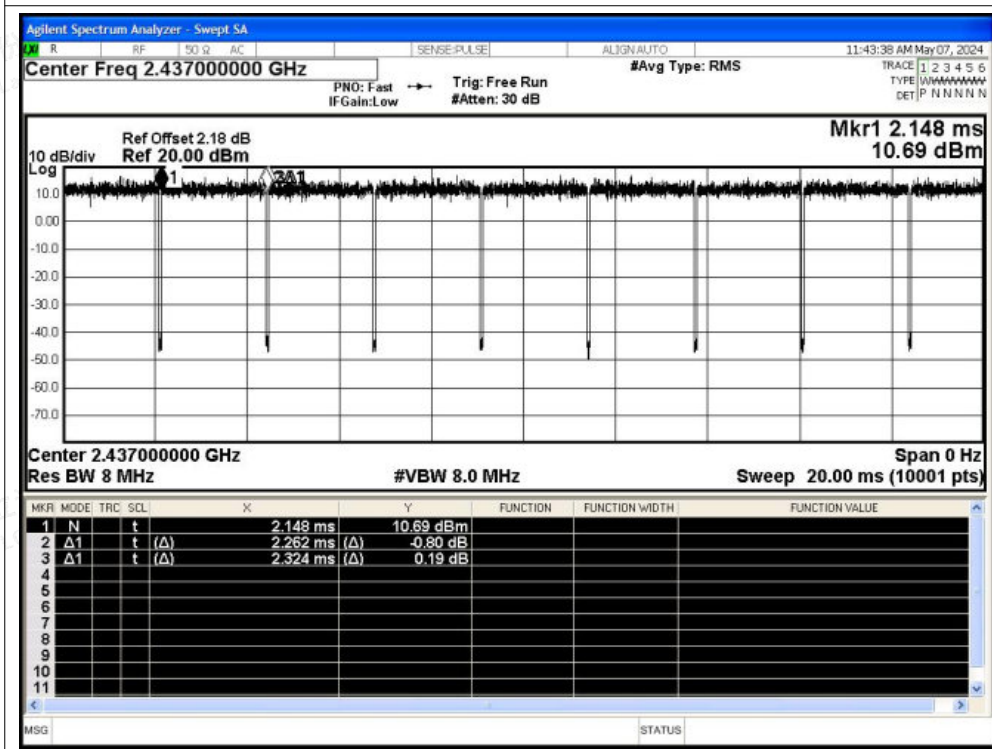 Agilent Spectrum Analyzer - Swept SA
R RF 50 Ω AC SENSE:PULSE ALIGN AUTO 11:43:38 AM May 07, 2024
Center Freq 2.437000000 GHz #Avg Type: RMS TRACE 1 2 3 4 5 6
PNO: Fast Trig: Free Run TYPE WWWWWW
IFGain:Low #Atten: 30 dB DET P N N N N N
Mkr1 2.148 ms
10.69 dBm
Ref Offset 2.18 dB
10 dB/div Ref 20.00 dBm
Log
1 3Δ1
10.0
0.00
-10.0
-20.0
-30.0
-40.0
-50.0
-60.0
-70.0
Center 2.437000000 GHz Span 0 Hz
Res BW 8 MHz #VBW 8.0 MHz Sweep 20.00 ms (10001 pts)
MKR MODE TRC SCL X Y FUNCTION FUNCTION WIDTH FUNCTION VALUE
1 N t 2.148 ms 10.69 dBm
2 Δ1 t (Δ) 2.262 ms (Δ) -0.80 dB
3 Δ1 t (Δ) 2.324 ms (Δ) 0.19 dB
4
5
6
7
8
9
10
11
MSG STATUS